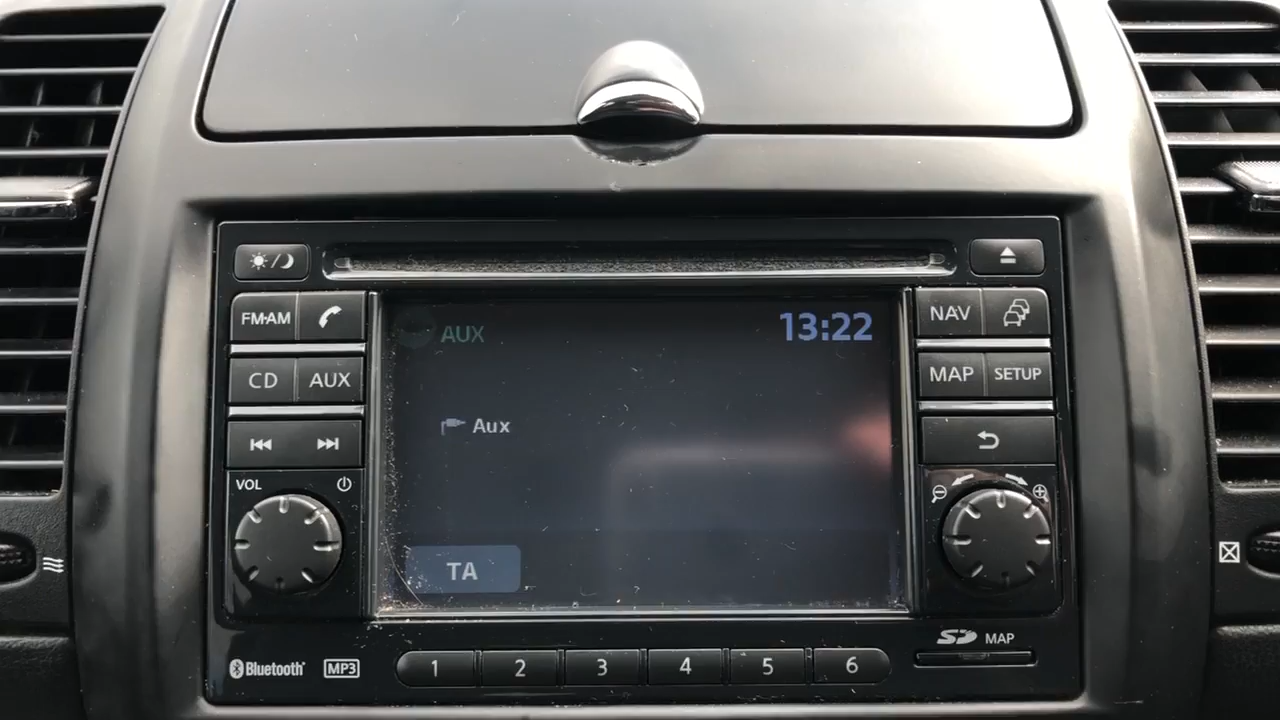 FM·AM
CD AUX
VOL
AUX 13:22
Aux
TA
NAV
MAP SETUP
Bluetooth MP3 1 2 3 4 5 6 SD MAP